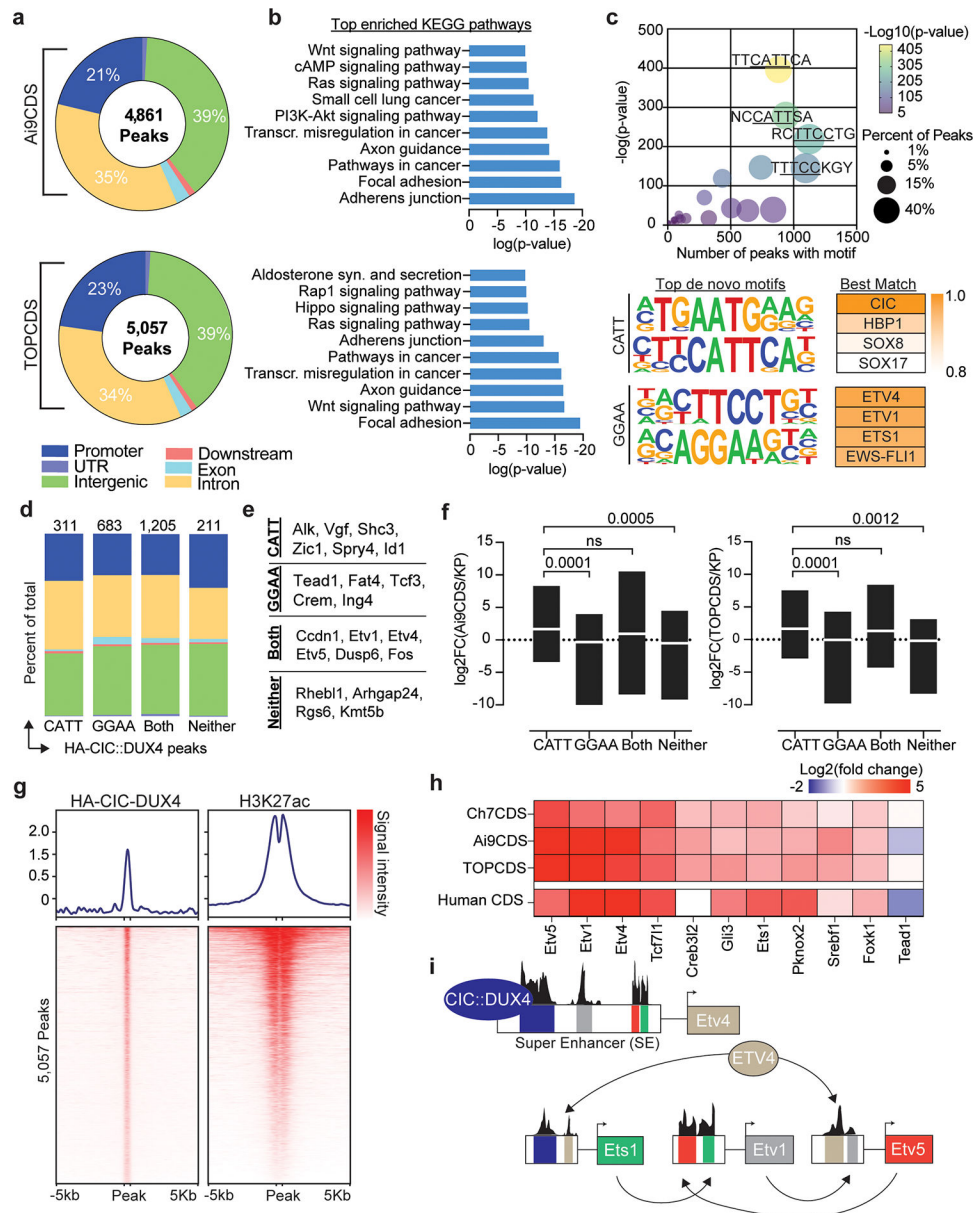 a
Ai9CDS
21%
39%
35%
4,861
Peaks
TOPCDS
23%
39%
34%
5,057
Peaks
Promoter
UTR
Intergenic
Downstream
Exon
Intron
b
Top enriched KEGG pathways
Wnt signaling pathway
cAMP signaling pathway
Ras signaling pathway
Small cell lung cancer
PI3K-Akt signaling pathway
Transcr. misregulation in cancer
Axon guidance
Pathways in cancer
Focal adhesion
Adherens junction
0 -5 -10 -15 -20
log(p-value)
Aldosterone syn. and secretion
Rap1 signaling pathway
Hippo signaling pathway
Ras signaling pathway
Adherens junction
Pathways in cancer
Transcr. misregulation in cancer
Axon guidance
Wnt signaling pathway
Focal adhesion
0 -5 -10 -15 -20
log(p-value)
c
500
400
300
200
100
0
-log(p-value)
TTCATTCA
NCCATTSA
RCTTCCTG
TTTCCKGY
0 500 1000 1500
Number of peaks with motif
-Log10(p-value)
405
305
205
105
5
Percent of Peaks
1%
5%
15%
40%
Top de novo motifs
Best Match
CATT
CIC
HBP1
SOX8
SOX17
1.0
0.8
GGAA
ETV4
ETV1
ETS1
EWS-FLI1
d
311 683 1,205 211
Percent of total
CATT GGAA Both Neither
HA-CIC::DUX4 peaks
e
CATT
Alk, Vgf, Shc3,
Zic1, Spry4, Id1
GGAA
Tead1, Fat4, Tcf3,
Crem, Ing4
Both
Ccdn1, Etv1, Etv4,
Etv5, Dusp6, Fos
Neither
Rhebl1, Arhgap24,
Rgs6, Kmt5b
f
log2FC(Ai9CDS/KP)
20
15
10
5
0
-5
-10
0.0005
ns
0.0001
CATT GGAA Both Neither
log2FC(TOPCDS/KP)
20
15
10
5
0
-5
-10
0.0012
ns
0.0001
CATT GGAA Both Neither
g
HA-CIC-DUX4
H3K27ac
2.0
1.5
0.5
0
Signal intensity
5,057 Peaks
-5kb Peak 5Kb
-5kb Peak 5Kb
h
Log2(fold change)
-2 5
Ch7CDS
Ai9CDS
TOPCDS
Human CDS
Etv5
Etv1
Etv4
Tcf7l1
Creb3l2
Gli3
Ets1
Pknox2
Srebf1
Foxk1
Tead1
i
CIC::DUX4
Super Enhancer (SE)
Etv4
ETV4
Ets1
Etv1
Etv5